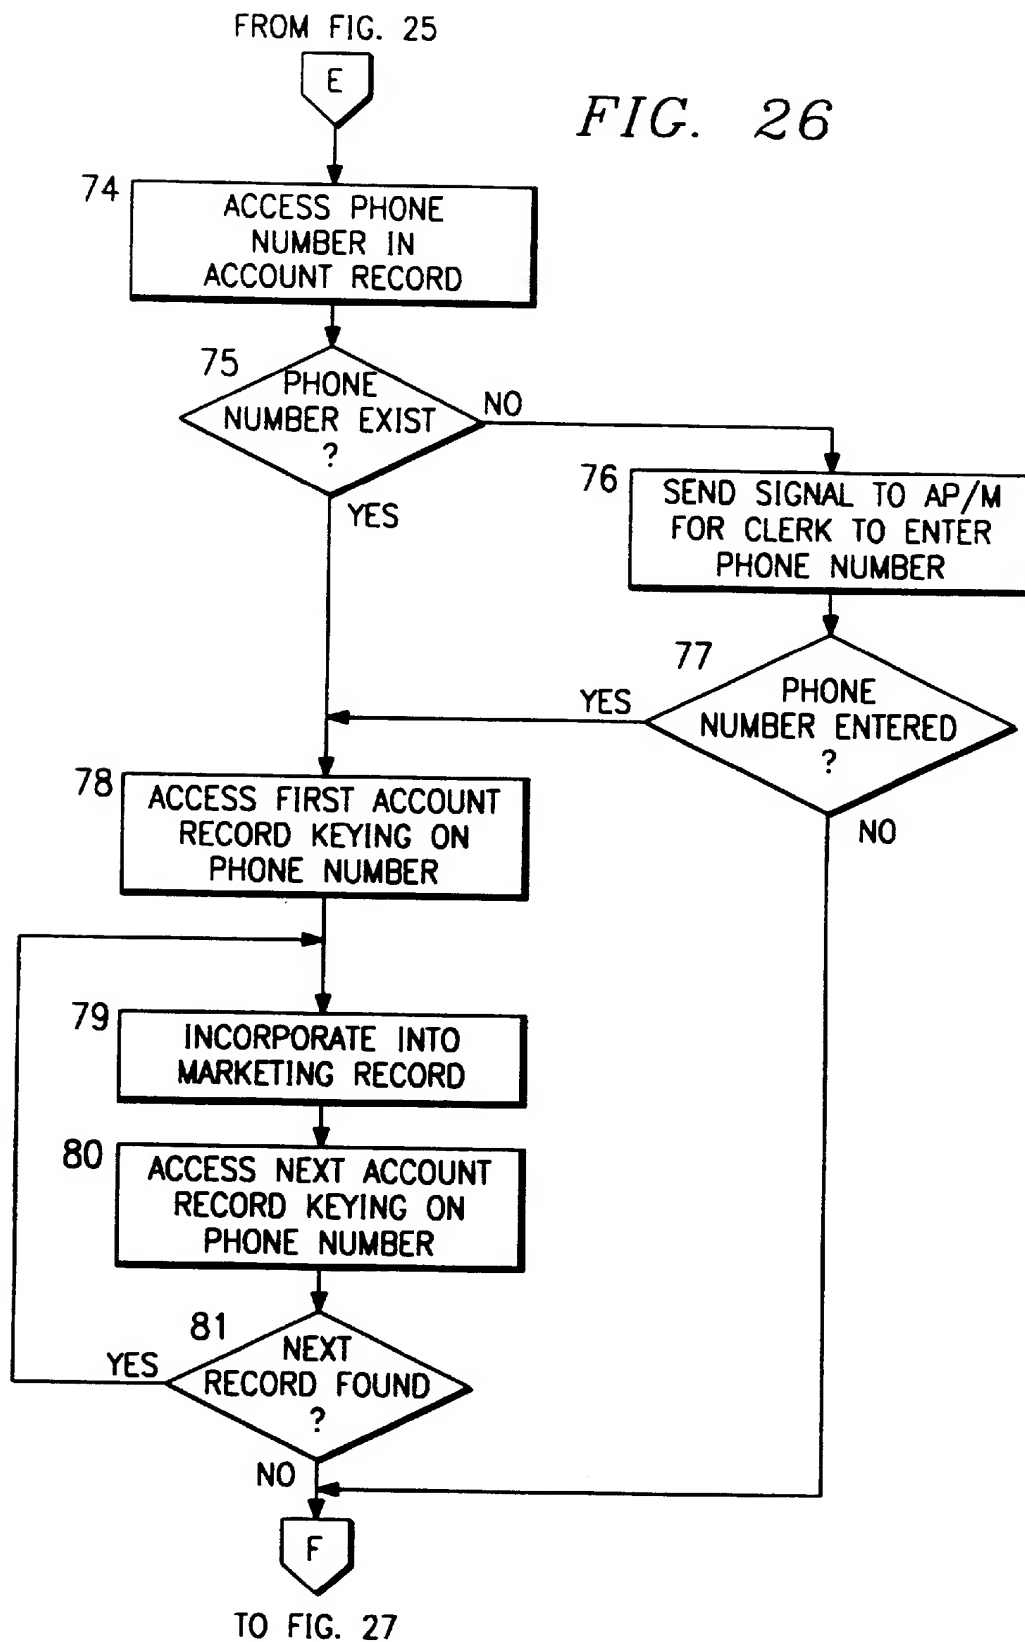 FROM FIG. 25
E
FIG. 26
74
ACCESS PHONE
NUMBER IN
ACCOUNT RECORD
75
PHONE
NUMBER EXIST
?
NO
YES
76
SEND SIGNAL TO AP/M
FOR CLERK TO ENTER
PHONE NUMBER
77
PHONE
NUMBER ENTERED
?
YES
NO
78
ACCESS FIRST ACCOUNT
RECORD KEYING ON
PHONE NUMBER
79
INCORPORATE INTO
MARKETING RECORD
80
ACCESS NEXT ACCOUNT
RECORD KEYING ON
PHONE NUMBER
81
NEXT
RECORD FOUND
?
YES
NO
F
TO FIG. 27